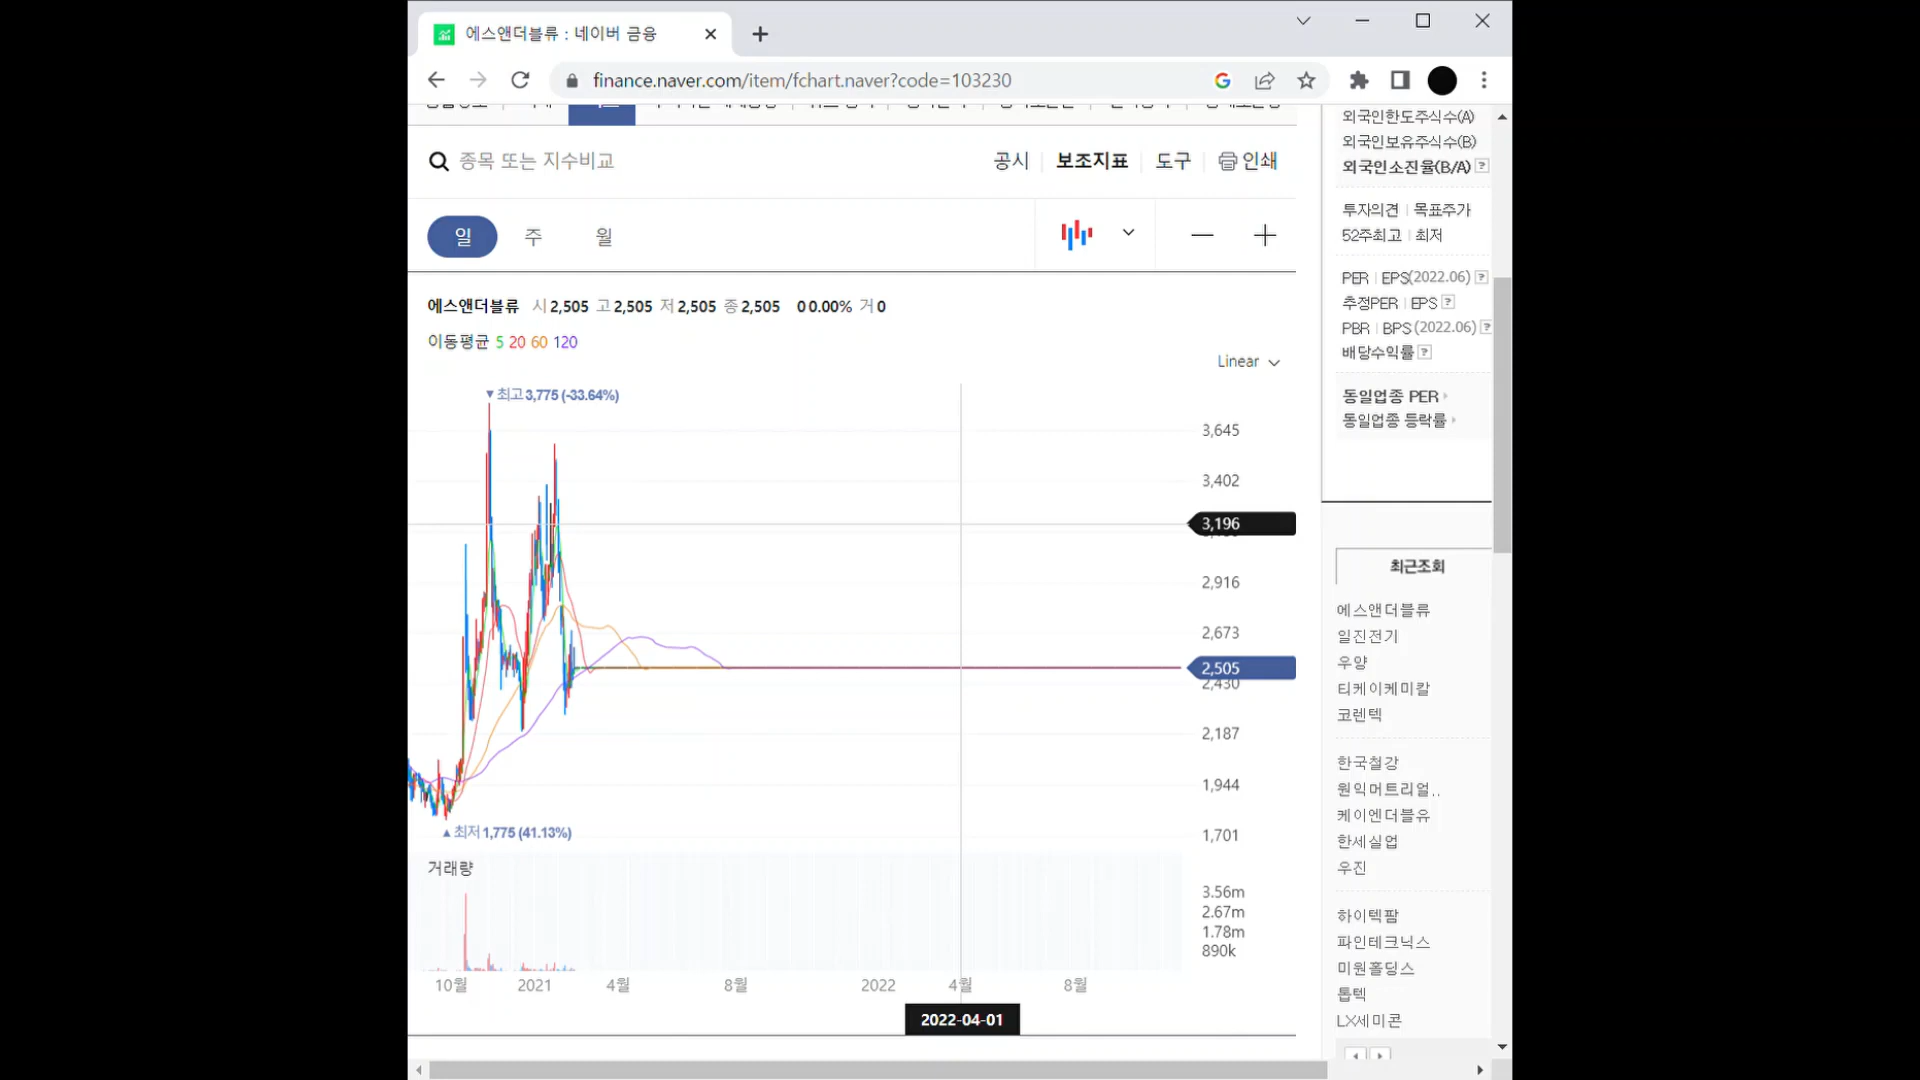 에스앤더블류 : 네이버 금융
finance.naver.com/item/fchart.naver?code=103230
종목 또는 지수비교
공시 보조지표 도구 인쇄
일 주 월
에스앤더블류 시 2,505 고 2,505 저 2,505 종 2,505 0 0.00% 거 0
이동평균 5 20 60 120
Linear
▼최고 3,775 (-33.64%)
3,645
3,402
3,196
2,916
2,673
2,505
2,430
2,187
1,944
1,701
▲최저 1,775 (41.13%)
거래량
3.56m
2.67m
1.78m
890k
10월 2021 4월 8월 2022 4월 8월
2022-04-01
외국인한도주식수(A)
외국인보유주식수(B)
외국인소진율(B/A) ?
투자의견 | 목표주가
52주최고 | 최저
PER | EPS(2022.06) ?
추정PER | EPS ?
PBR | BPS (2022.06) ?
배당수익률 ?
동일업종 PER
동일업종 등락률
최근조회
에스앤더블류
일진전기
우양
티케이케미칼
코렌텍
한국철강
원익머트리얼..
케이엔더블유
한세실업
우진
하이텍팜
파인테크닉스
미원홀딩스
톱텍
LX세미콘